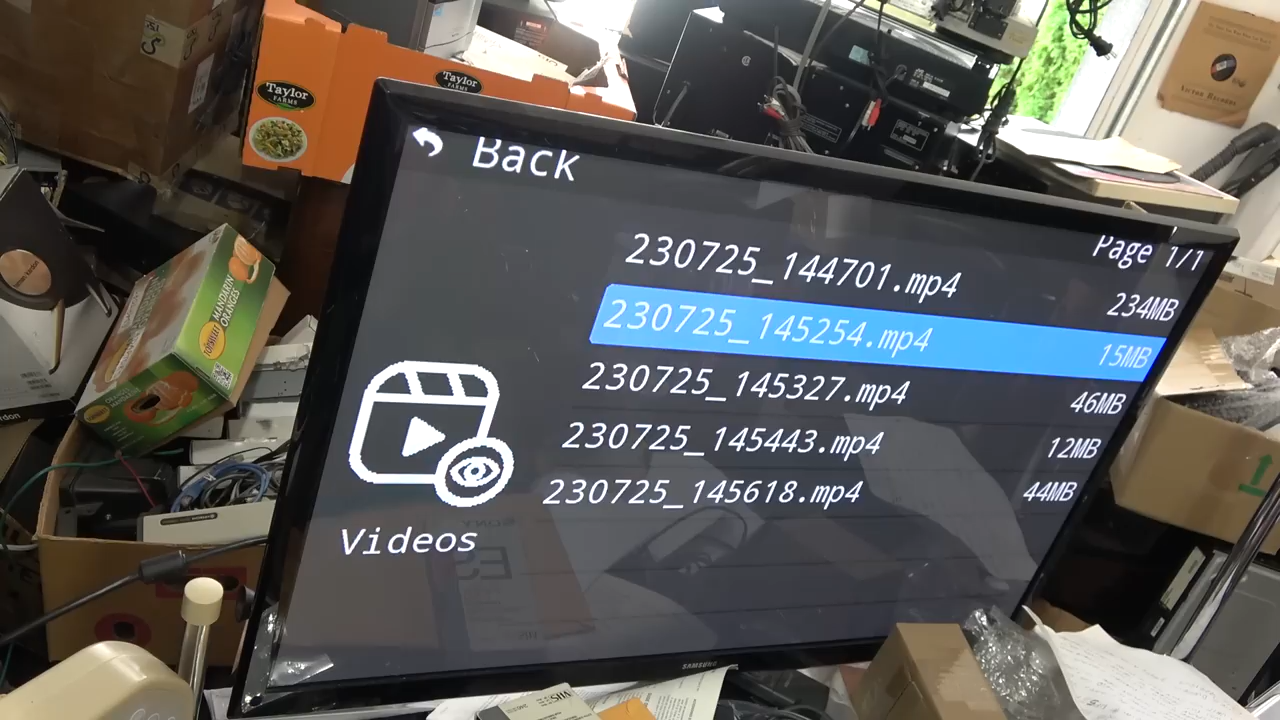 Taylor
FARMS
Taylor
FARMS
MANDARIN
ORANGES
Back
Page 1/1
230725_144701.mp4
234MB
230725_145254.mp4
15MB
230725_145327.mp4
46MB
230725_145443.mp4
12MB
230725_145618.mp4
44MB
Videos
SAMSUNG
VHS